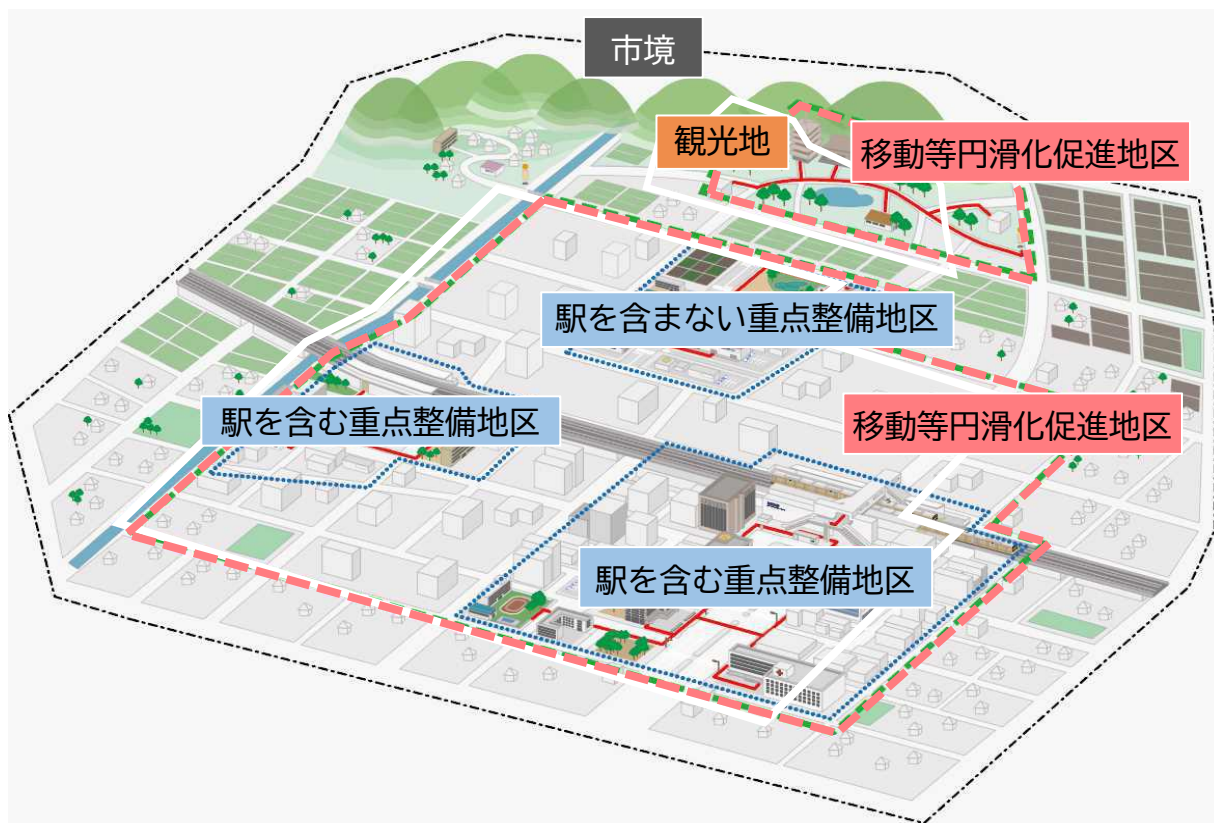 市境
観光地
移動等円滑化促進地区
駅を含まない重点整備地区
駅を含む重点整備地区
移動等円滑化促進地区
駅を含む重点整備地区